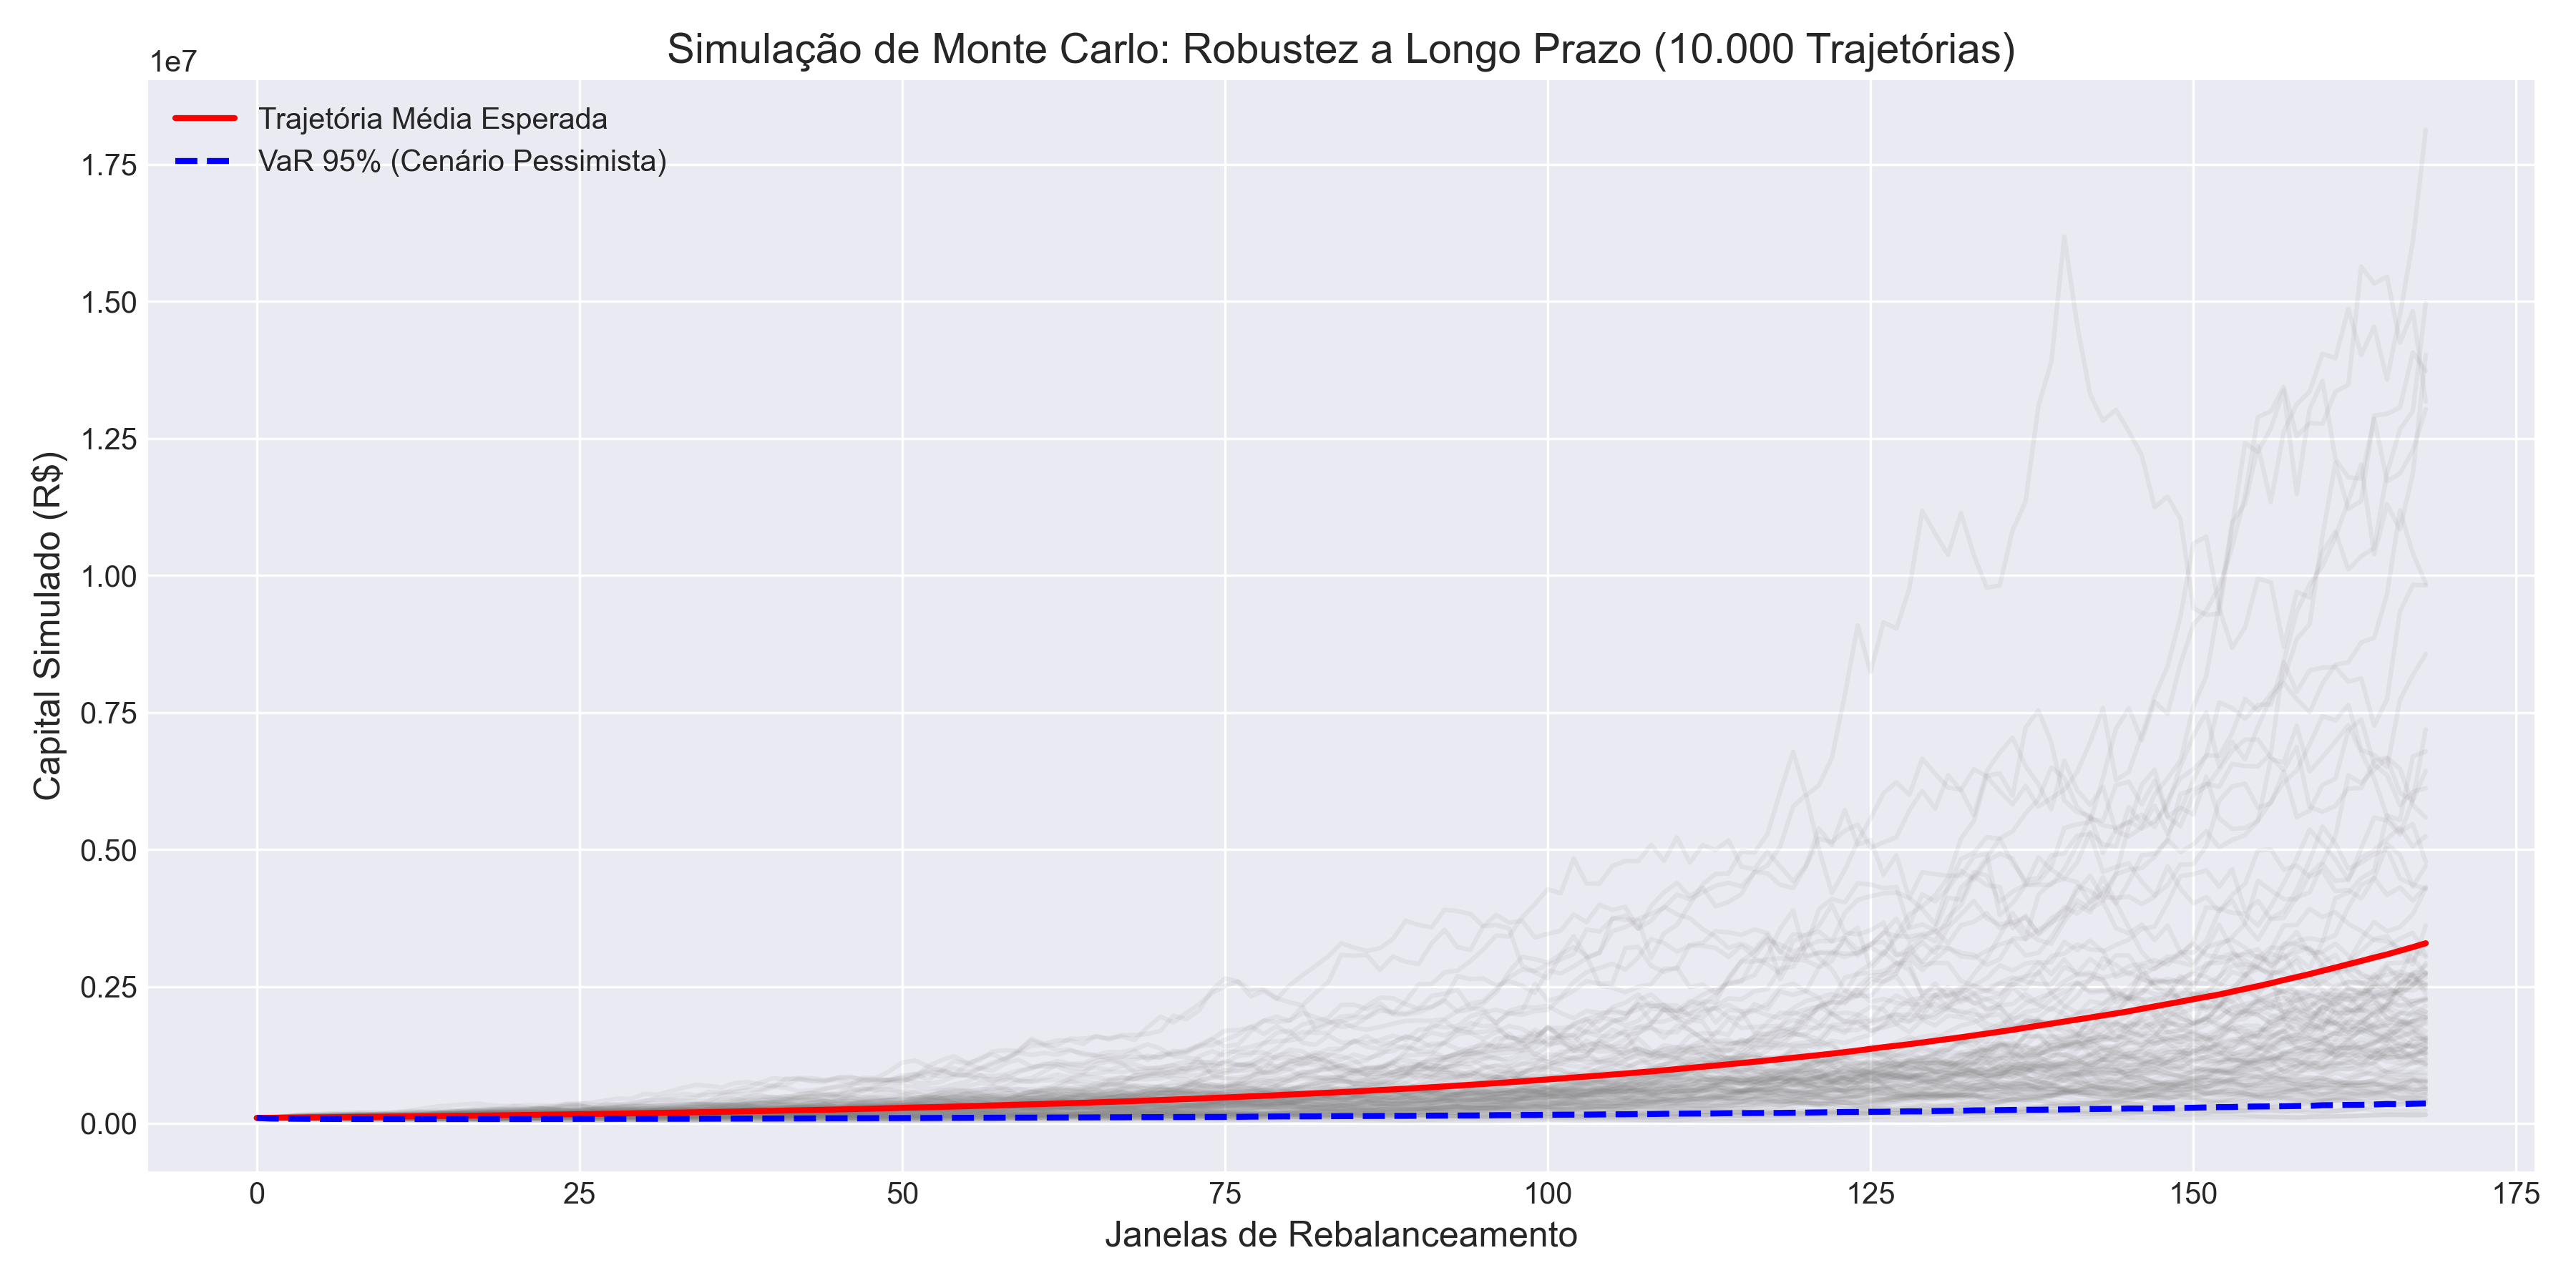 Simulação de Monte Carlo: Robustez a Longo Prazo (10.000 Trajetórias)
1e7
Trajetória Média Esperada
VaR 95% (Cenário Pessimista)
1.75
1.50
1.25
1.00
0.75
0.50
0.25
0.00
Capital Simulado (R$)
0 25 50 75 100 125 150 175
Janelas de Rebalanceamento